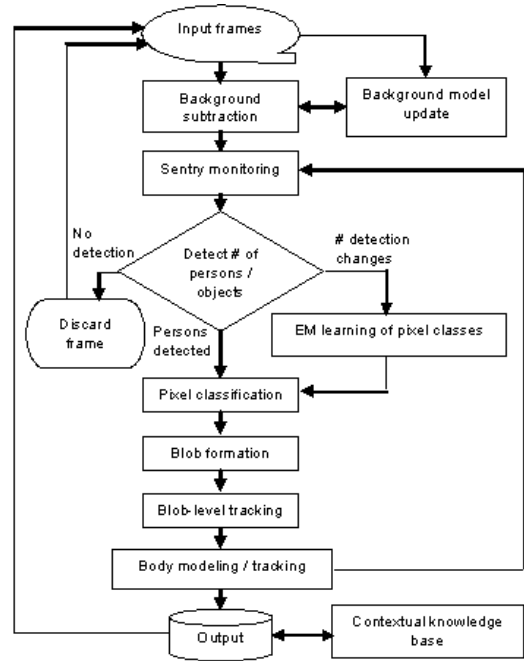 Input frames
Background
subtraction
Background model
update
Sentry monitoring
No
detection
Detect # of
persons /
objects
# detection
changes
Discard
frame
Persons
detected
EM learning of pixel classes
Pixel classification
Blob formation
Blob-level tracking
Body modeling / tracking
Output
Contextual knowledge
base